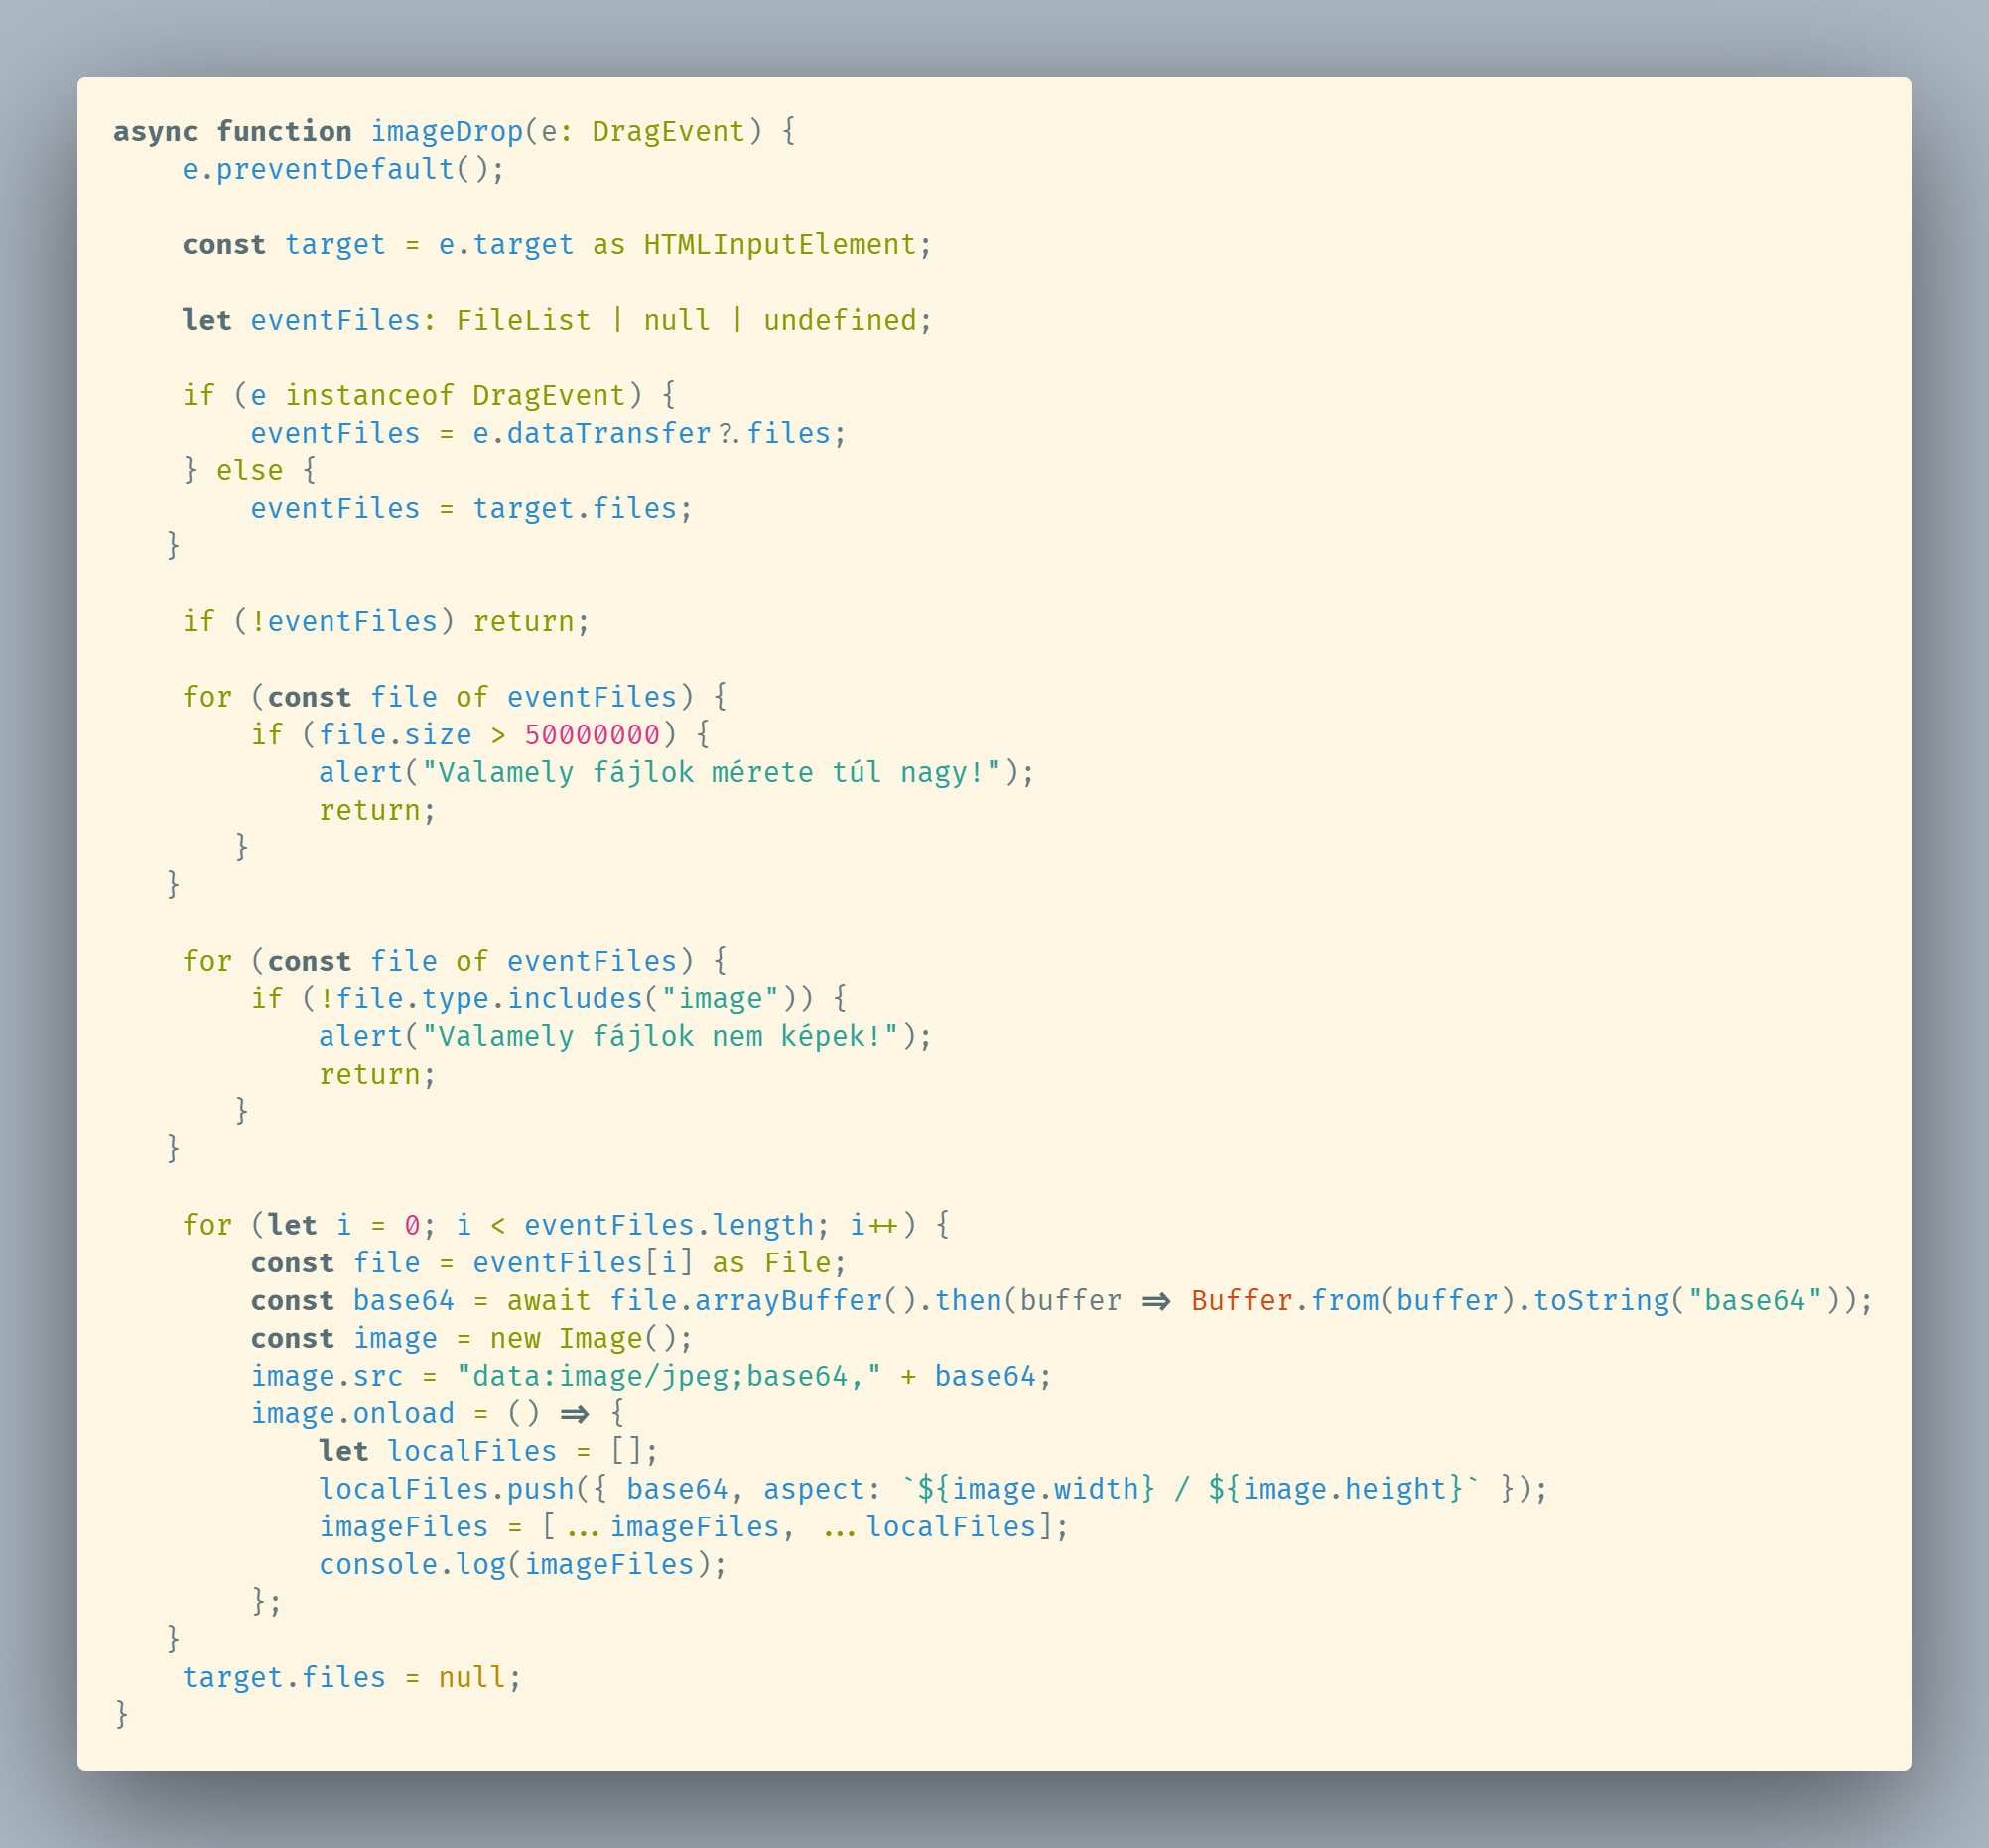 async function imageDrop(e: DragEvent) {
    e.preventDefault();

    const target = e.target as HTMLInputElement;

    let eventFiles: FileList | null | undefined;

    if (e instanceof DragEvent) {
        eventFiles = e.dataTransfer?.files;
    } else {
        eventFiles = target.files;
    }

    if (!eventFiles) return;

    for (const file of eventFiles) {
        if (file.size > 50000000) {
            alert("Valamely fájlok mérete túl nagy!");
            return;
        }
    }

    for (const file of eventFiles) {
        if (!file.type.includes("image")) {
            alert("Valamely fájlok nem képek!");
            return;
        }
    }

    for (let i = 0; i < eventFiles.length; i++) {
        const file = eventFiles[i] as File;
        const base64 = await file.arrayBuffer().then(buffer => Buffer.from(buffer).toString("base64"));
        const image = new Image();
        image.src = "data:image/jpeg;base64," + base64;
        image.onload = () => {
            let localFiles = [];
            localFiles.push({ base64, aspect: `${image.width} / ${image.height}` });
            imageFiles = [...imageFiles, ...localFiles];
            console.log(imageFiles);
        };
    }
    target.files = null;
}